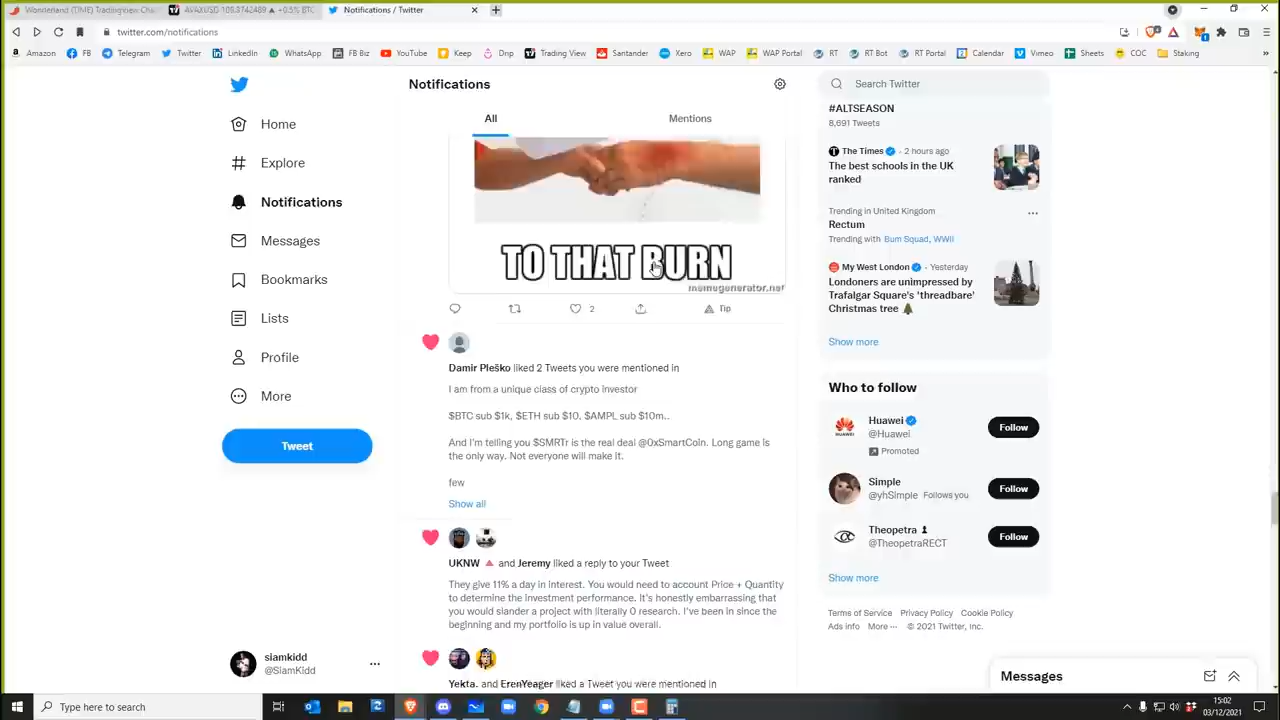 Wonderland (TIME) TradingView Cha
AVAXUSD 109.3742489 ▲ +0.5% BTC
Notifications / Twitter
twitter.com/notifications
Amazon
FB
Telegram
Twitter
LinkedIn
WhatsApp
FB Biz
YouTube
Keep
Drip
Trading View
Santander
Xero
WAP
WAP Portal
RT
RT Bot
RT Portal
Calendar
Vimeo
Sheets
COC
Staking
Home
Explore
Notifications
Messages
Bookmarks
Lists
Profile
More
Tweet
siamkidd
@SiamKidd
Notifications
All
Mentions
TO THAT BURN
memegenerator.net
2
Tip
Damir Pleško liked 2 Tweets you were mentioned in
I am from a unique class of crypto investor
$BTC sub $1k, $ETH sub $10, $AMPL sub $10m..
And I'm telling you $SMRTr is the real deal @0xSmartCoin. Long game is
the only way. Not everyone will make it.
few
Show all
UKNW 🔺 and Jeremy liked a reply to your Tweet
They give 11% a day in interest. You would need to account Price + Quantity
to determine the investment performance. It's honestly embarrassing that
you would slander a project with literally 0 research. I've been in since the
beginning and my portfolio is up in value overall.
Yekta. and ErenYeager liked a Tweet you were mentioned in
Search Twitter
#ALTSEASON
8,691 Tweets
The Times · 2 hours ago
The best schools in the UK
ranked
Trending in United Kingdom
Rectum
Trending with Bum Squad, WWII
My West London · Yesterday
Londoners are unimpressed by
Trafalgar Square's 'threadbare'
Christmas tree 🎄
Show more
Who to follow
Huawei
@Huawei
Promoted
Follow
Simple
@yhSimple Follows you
Follow
Theopetra
@TheopetraRECT
Follow
Show more
Terms of Service Privacy Policy Cookie Policy
Ads info More ··· © 2021 Twitter, Inc.
Messages
Type here to search
15:02
03/12/2021